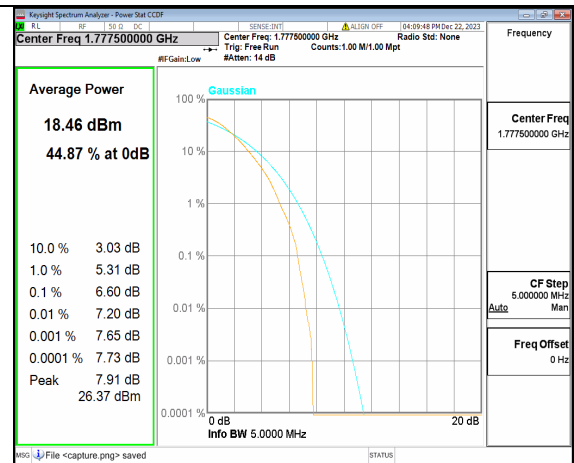 Keysight Spectrum Analyzer - Power Stat CCDF
RL RF 50 Ω DC SENSE:INT ALIGN OFF 04:09:48 PM Dec 22, 2023
Center Freq 1.777500000 GHz
Center Freq: 1.777500000 GHz Radio Std: None
Trig: Free Run Counts:1.00 M/1.00 Mpt
#IFGain:Low #Atten: 14 dB
Frequency
Average Power
18.46 dBm
44.87 % at 0dB
10.0 % 3.03 dB
1.0 % 5.31 dB
0.1 % 6.60 dB
0.01 % 7.20 dB
0.001 % 7.65 dB
0.0001 % 7.73 dB
Peak 7.91 dB
26.37 dBm
Gaussian
100 %
10 %
1 %
0.1 %
0.01 %
0.001 %
0.0001 %
0 dB 20 dB
Info BW 5.0000 MHz
Center Freq
1.777500000 GHz
CF Step
5.000000 MHz
Auto Man
Freq Offset
0 Hz
MSG File <capture.png> saved STATUS